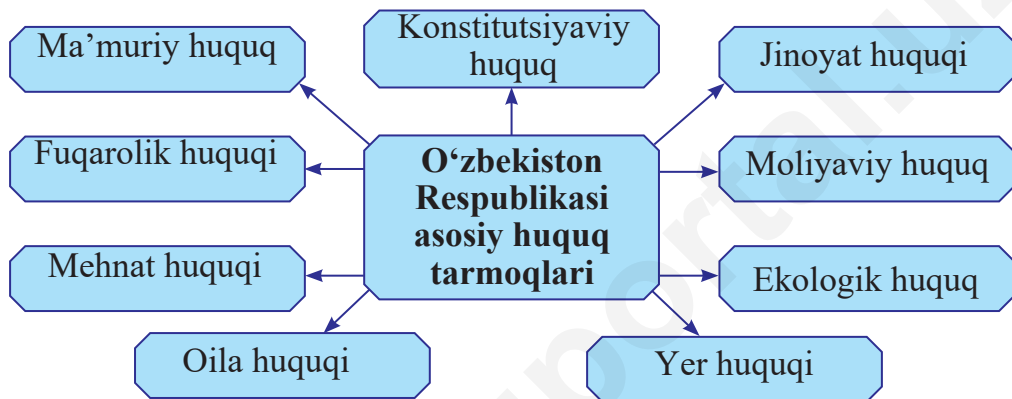 Konstitutsiyaviy
huquq
Ma’muriy huquq
Jinoyat huquqi
Fuqarolik huquqi
O‘zbekiston
Respublikasi
asosiy huquq
tarmoqlari
Moliyaviy huquq
Mehnat huquqi
Ekologik huquq
Oila huquqi
Yer huquqi